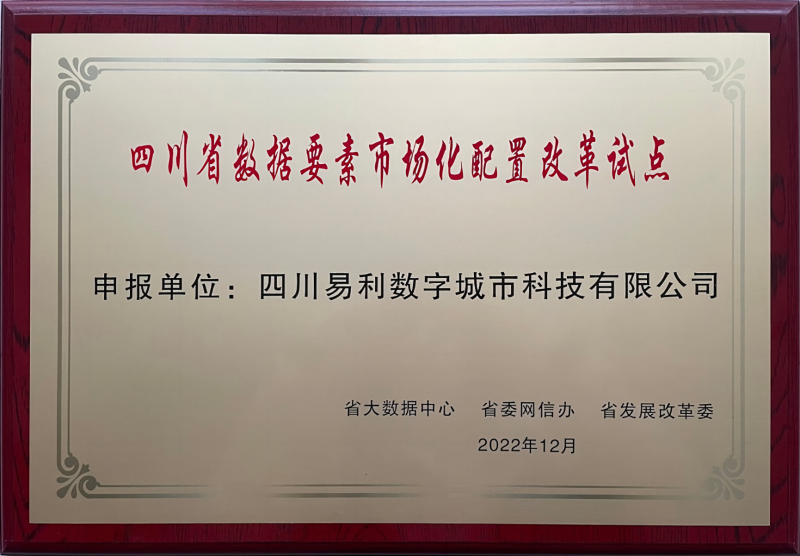 四川省数据要素市场化配置改革试点
申报单位：四川易利数字城市科技有限公司
省大数据中心 省委网信办 省发展改革委
2022年12月